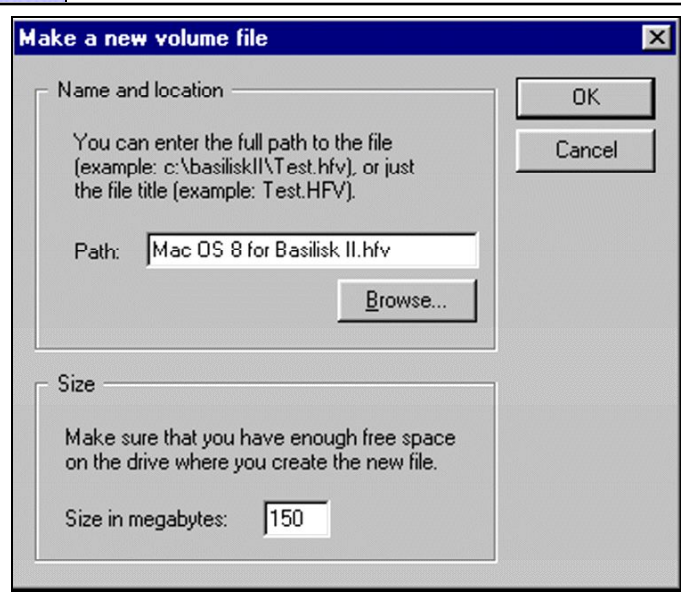 Make a new volume file
Name and location
OK
You can enter the full path to the file
(example: c:\basiliskII\Test.hfv), or just
the file title (example: Test.HFV).
Cancel
Path: Mac OS 8 for Basilisk II.hfv
Browse...
Size
Make sure that you have enough free space
on the drive where you create the new file.
Size in megabytes: 150